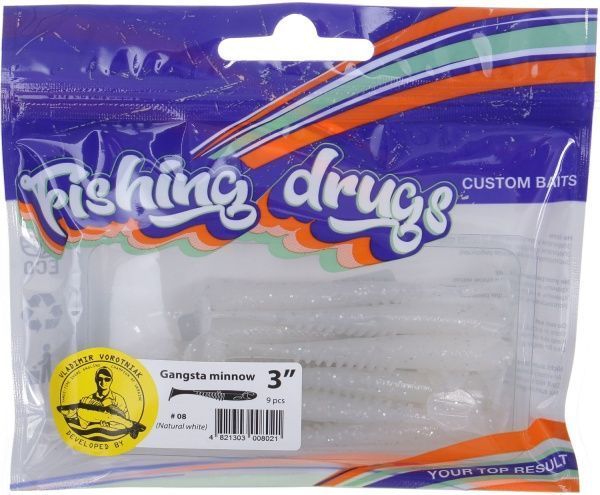 Fishing drugs
CUSTOM BAITS
ECO
VLADIMIR VOROTNIAK
DEVELOPED BY
Gangsta minnow 3”
9 pcs
# 08
(Natural white)
4 821303 008021
YOUR TOP RESULT